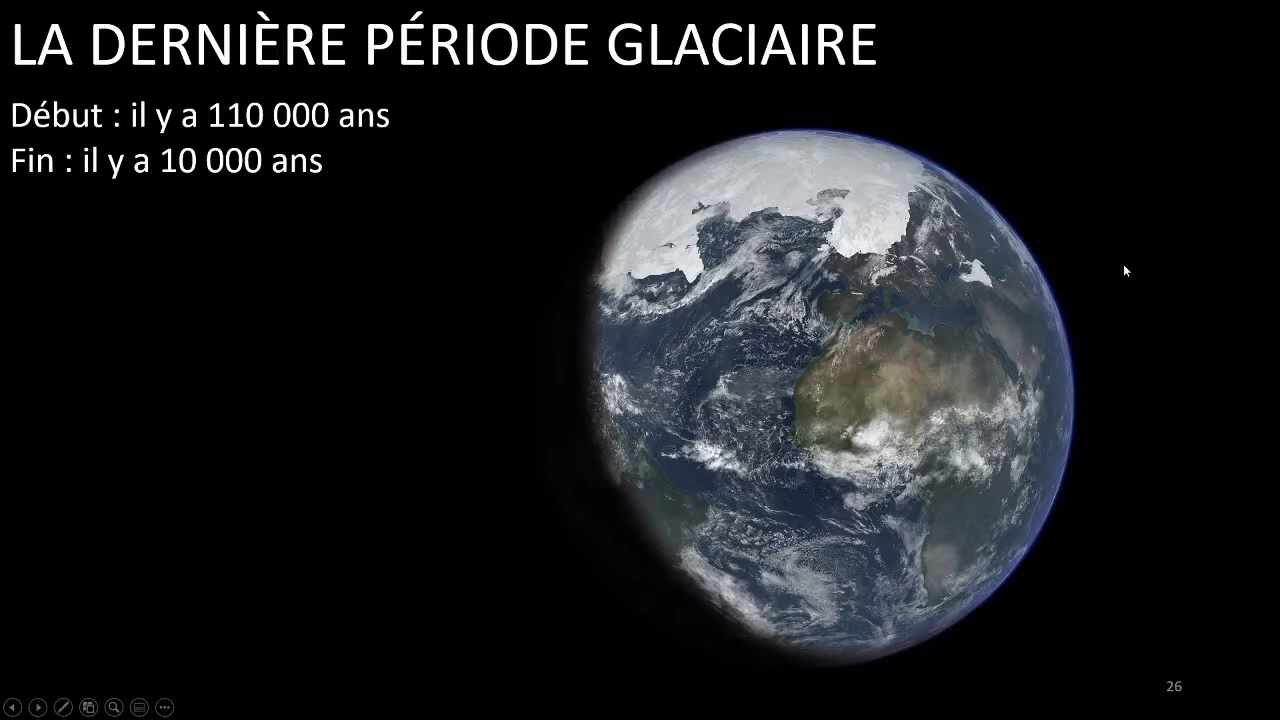 LA DERNIÈRE PÉRIODE GLACIAIRE
Début : il y a 110 000 ans
Fin : il y a 10 000 ans
26